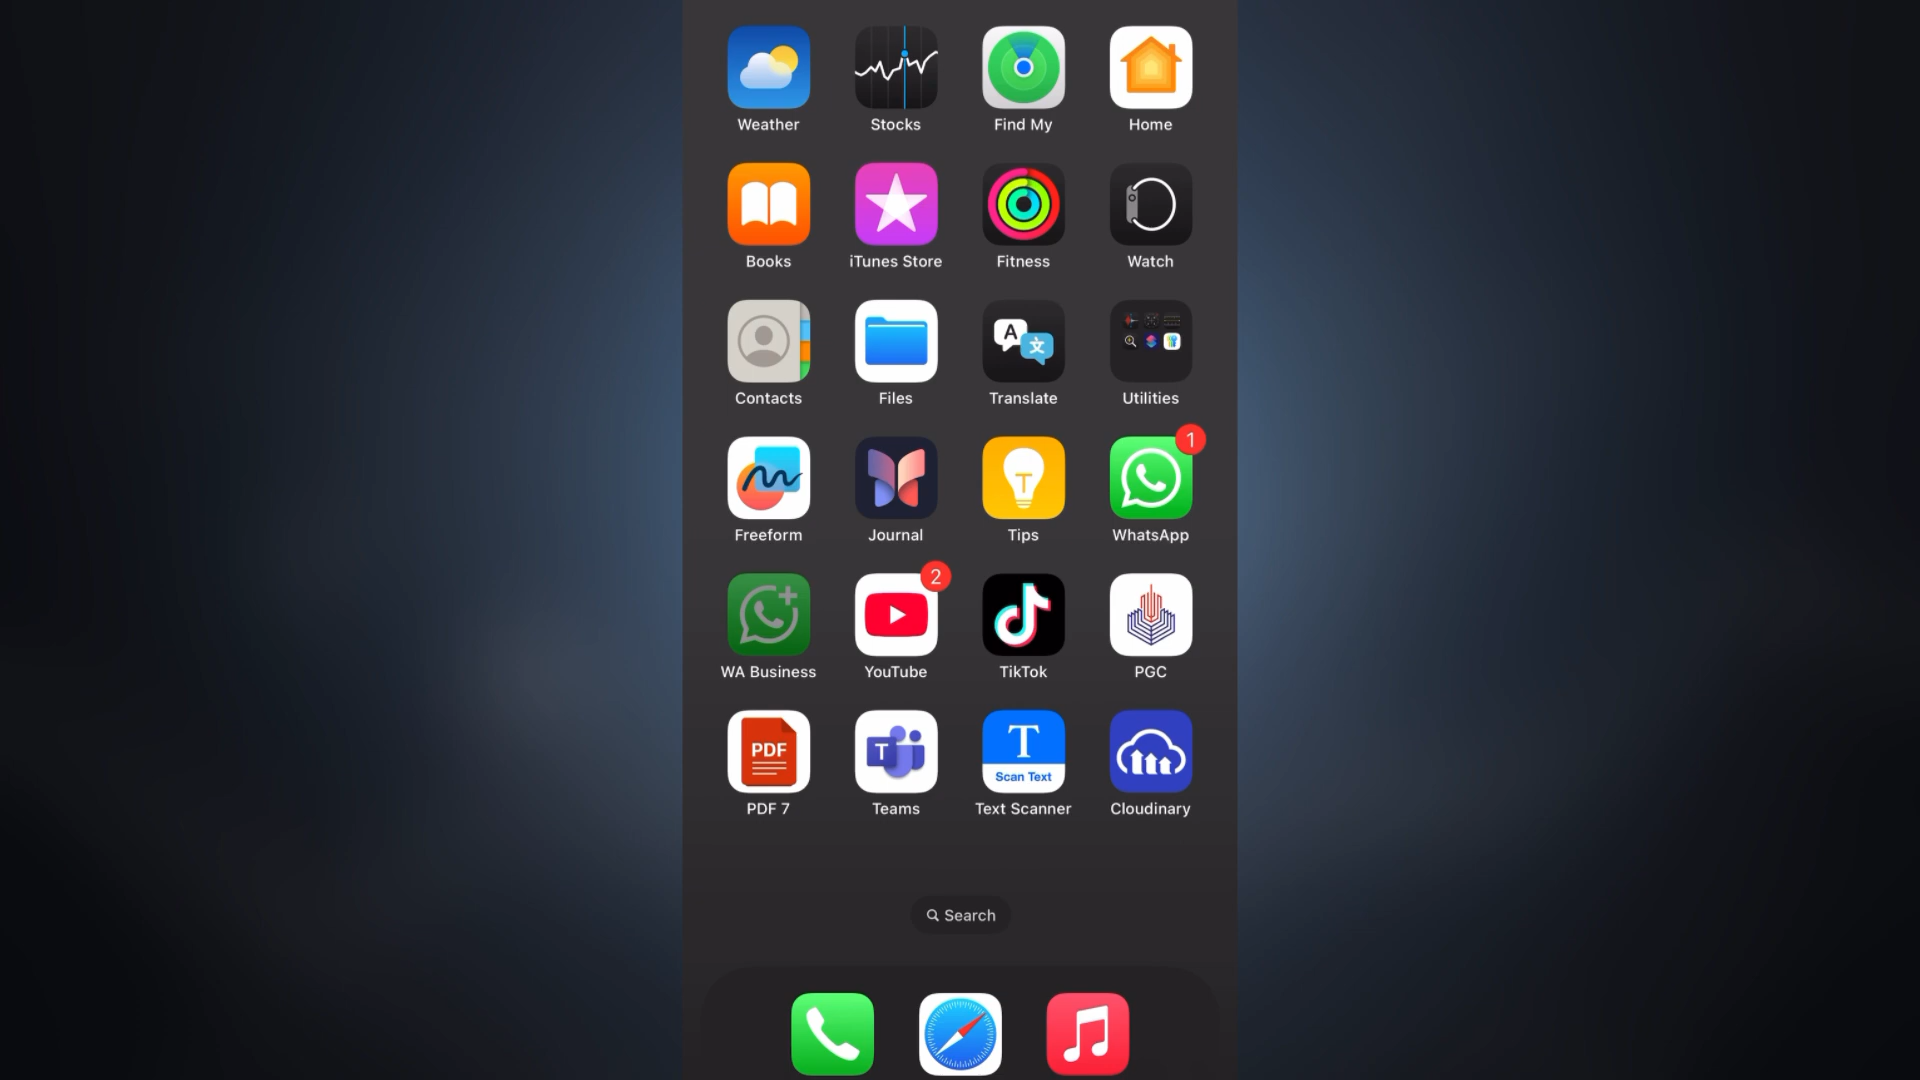 Weather Stocks Find My Home
Books iTunes Store Fitness Watch
A
文
Contacts Files Translate Utilities
1
T
Freeform Journal Tips WhatsApp
2
WA Business YouTube TikTok PGC
PDF T T
Scan Text
PDF 7 Teams Text Scanner Cloudinary
Search